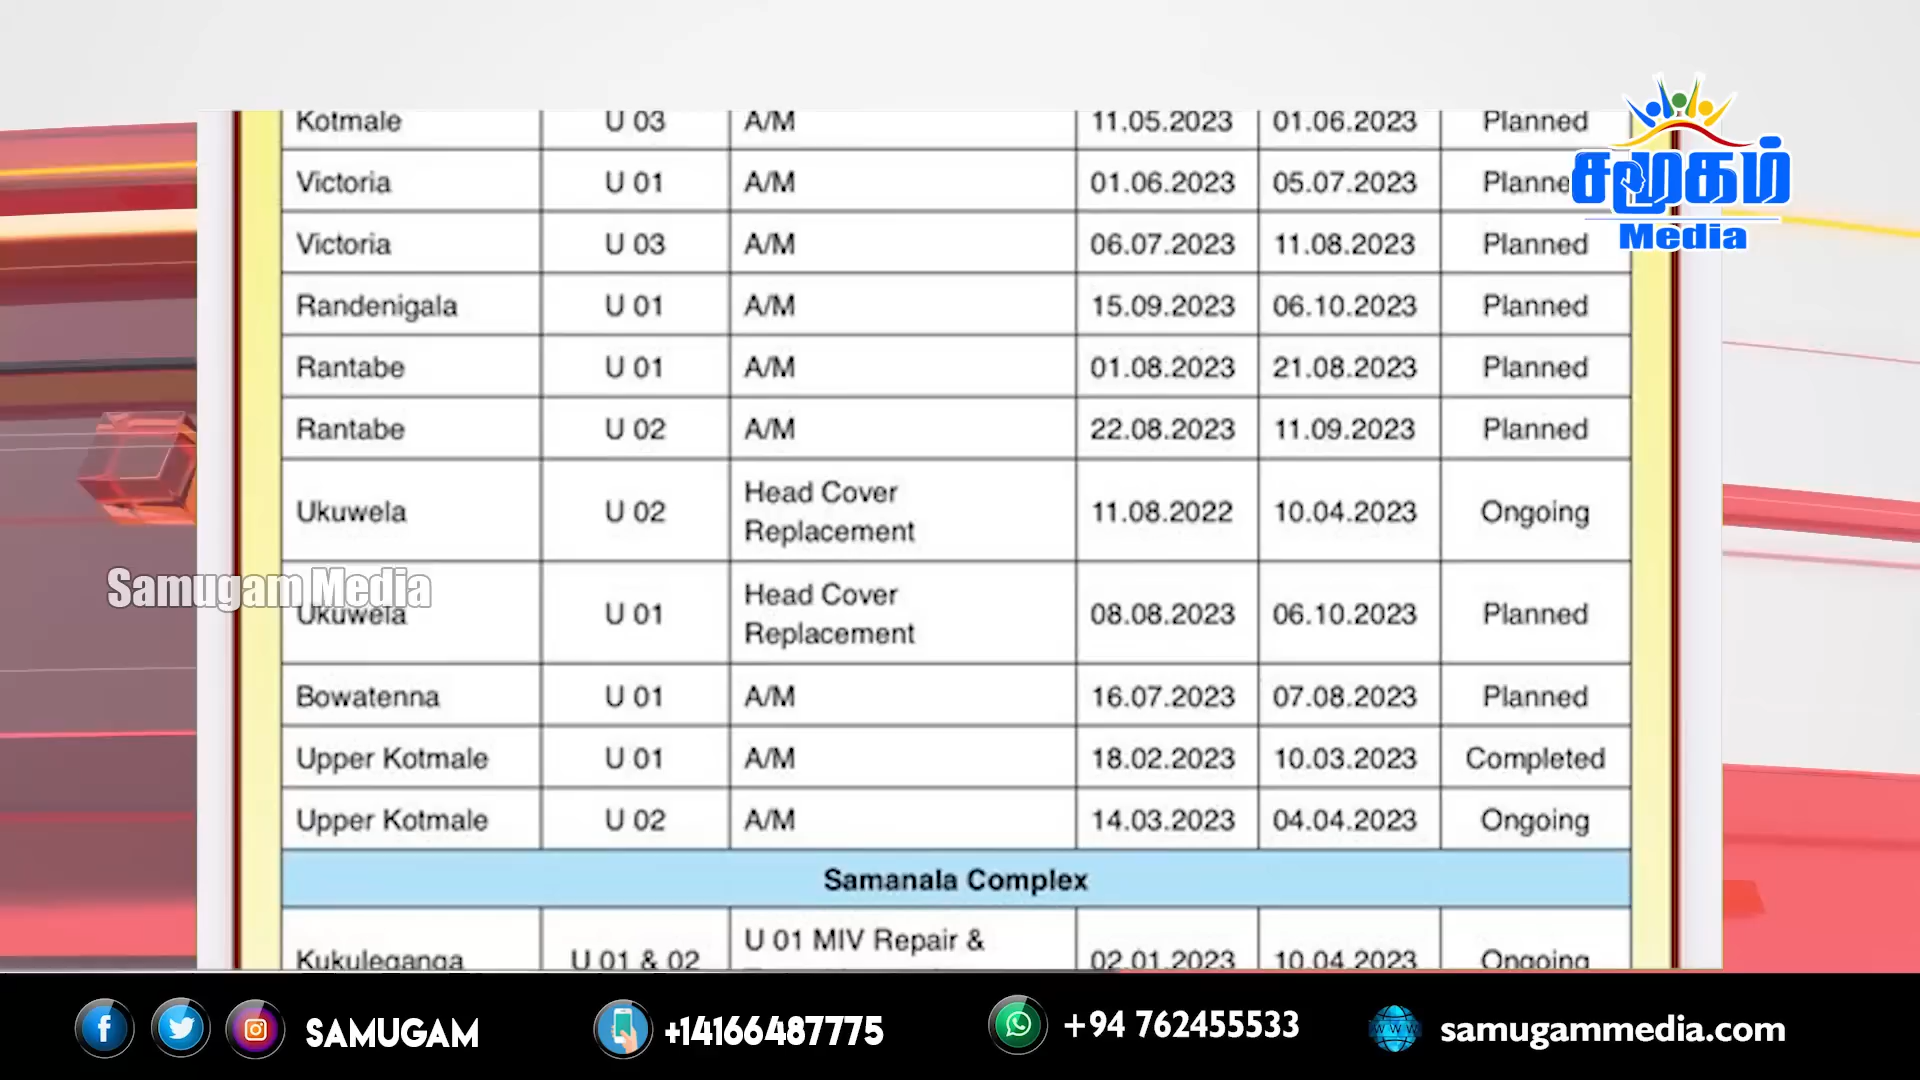 Kotmale U 03 A/M 11.05.2023 01.06.2023 Planned
Victoria U 01 A/M 01.06.2023 05.07.2023 Planne
Victoria U 03 A/M 06.07.2023 11.08.2023 Planned
Randenigala U 01 A/M 15.09.2023 06.10.2023 Planned
Rantabe U 01 A/M 01.08.2023 21.08.2023 Planned
Rantabe U 02 A/M 22.08.2023 11.09.2023 Planned
Ukuwela U 02 Head Cover Replacement 11.08.2022 10.04.2023 Ongoing
Ukuwela U 01 Head Cover Replacement 08.08.2023 06.10.2023 Planned
Bowatenna U 01 A/M 16.07.2023 07.08.2023 Planned
Upper Kotmale U 01 A/M 18.02.2023 10.03.2023 Completed
Upper Kotmale U 02 A/M 14.03.2023 04.04.2023 Ongoing
Samanala Complex
Kukuleganga U 01 & 02 U 01 MIV Repair & 02.01.2023 10.04.2023 Ongoing
சமூகம்
Media
Samugam Media
SAMUGAM +14166487775 +94 762455533 www samugammedia.com